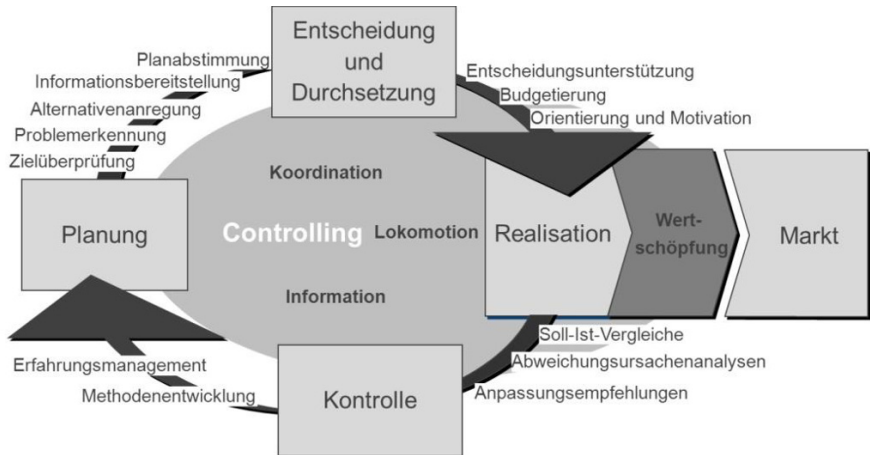 Entscheidung
und
Durchsetzung
Planabstimmung
Informationsbereitstellung
Alternativenanregung
Problemerkennung
Zielüberprüfung
Entscheidungsunterstützung
Budgetierung
Orientierung und Motivation
Koordination
Planung
Controlling
Lokomotion
Realisation
Wert-
schöpfung
Markt
Information
Soll-Ist-Vergleiche
Abweichungsursachenanalysen
Anpassungsempfehlungen
Erfahrungsmanagement
Methodenentwicklung
Kontrolle